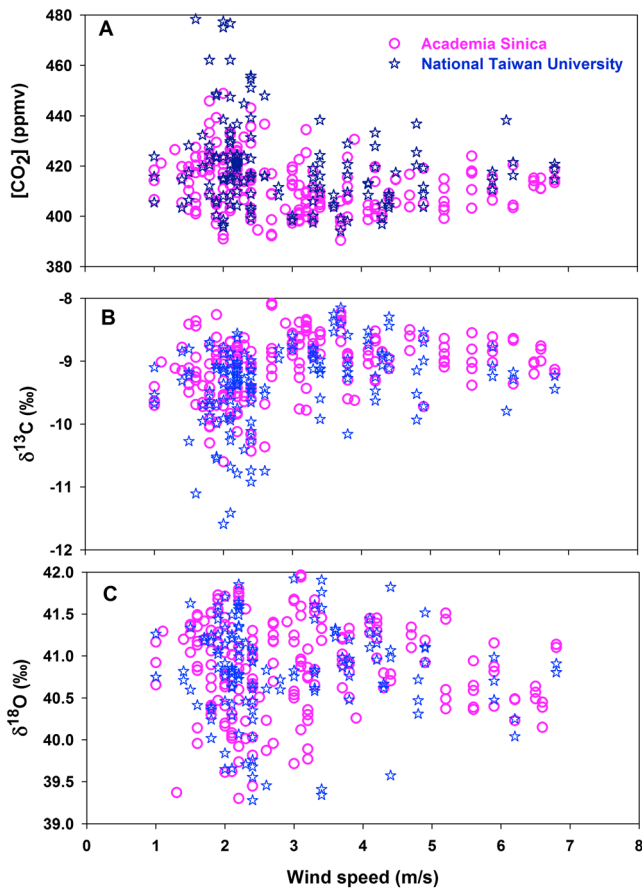 A
Academia Sinica
National Taiwan University
[CO2] (ppmv)
480
460
440
420
400
380
B
δ13C (‰)
-8
-9
-10
-11
-12
C
δ18O (‰)
42.0
41.5
41.0
40.5
40.0
39.5
39.0
0 1 2 3 4 5 6 7 8
Wind speed (m/s)